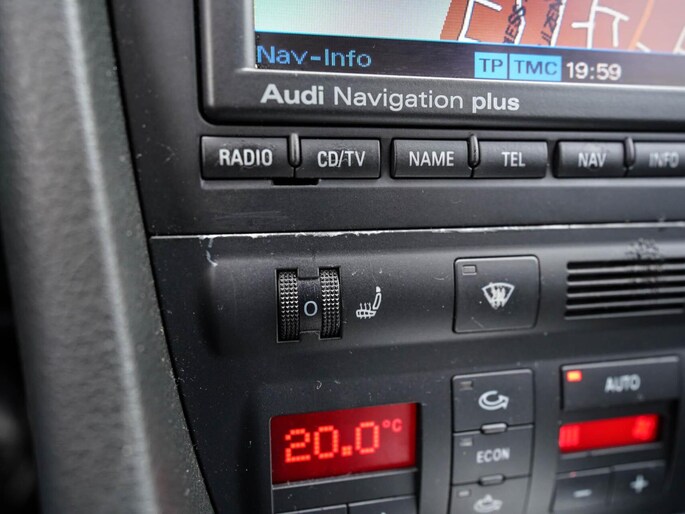 Nav-Info TP TMC 19:59
Audi Navigation plus
RADIO CD/TV NAME TEL NAV INFO
0
AUTO
20.0°C
ECON
- +